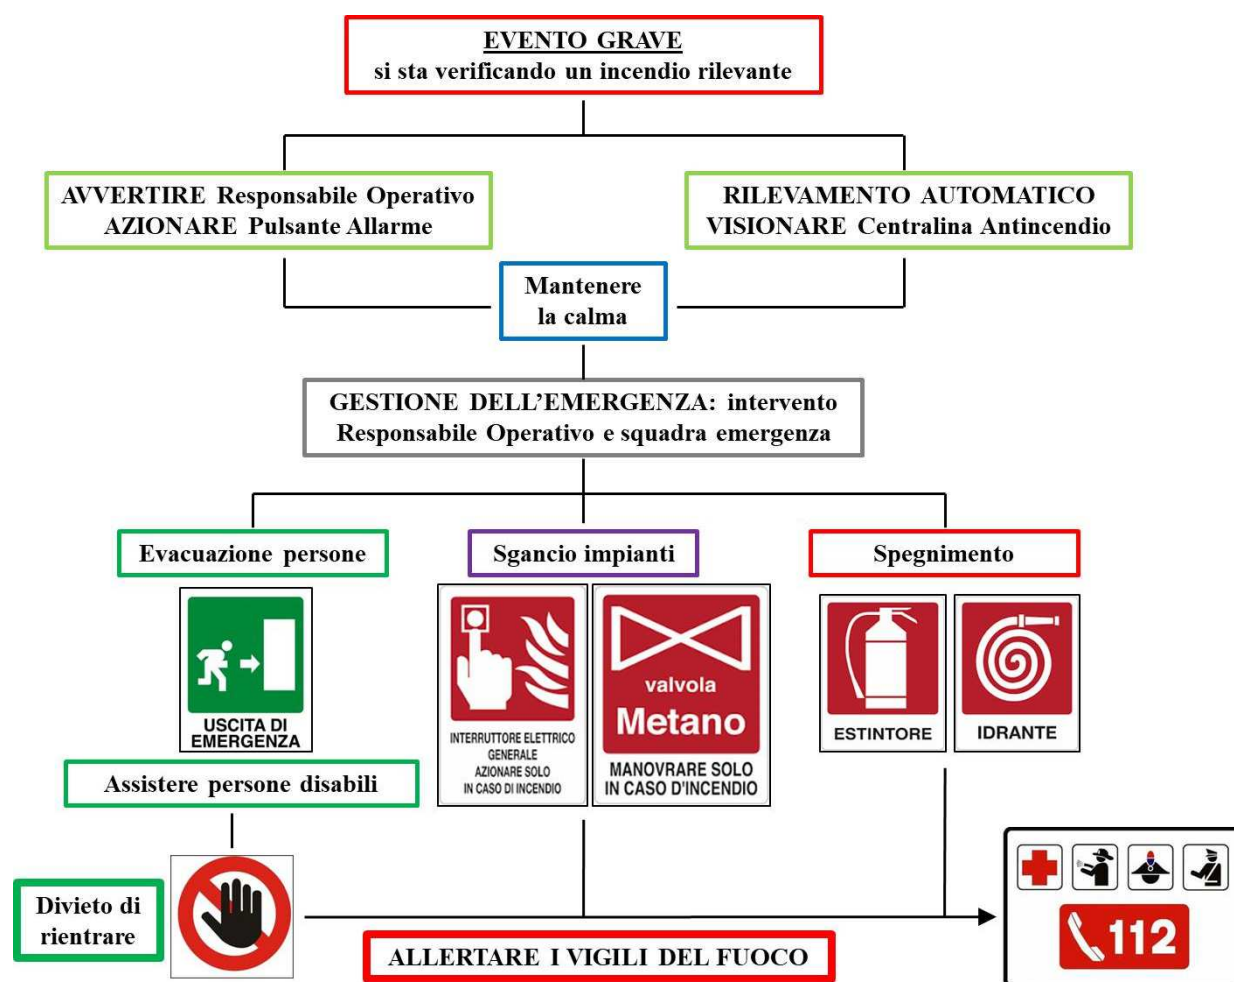 EVENTO GRAVE
si sta verificando un incendio rilevante
AVVERTIRE Responsabile Operativo
AZIONARE Pulsante Allarme
RILEVAMENTO AUTOMATICO
VISIONARE Centralina Antincendio
Mantenere
la calma
GESTIONE DELL’EMERGENZA: intervento
Responsabile Operativo e squadra emergenza
Evacuazione persone
Sgancio impianti
Spegnimento
USCITA DI
EMERGENZA
INTERRUTTORE ELETTRICO
GENERALE
AZIONARE SOLO
IN CASO DI INCENDIO
valvola
Metano
MANOVRARE SOLO
IN CASO D'INCENDIO
ESTINTORE
IDRANTE
Assistere persone disabili
Divieto di
rientrare
ALLERTARE I VIGILI DEL FUOCO
112